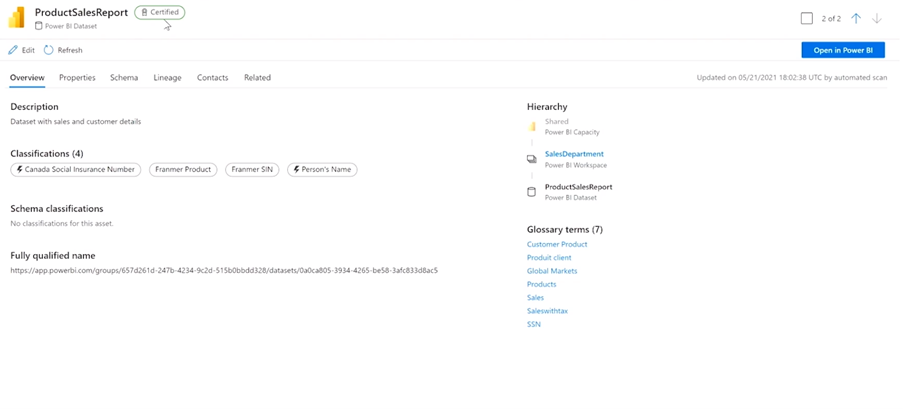 ProductSalesReport Certified
Power BI Dataset
2 of 2
Edit Refresh Open in Power BI
Overview Properties Schema Lineage Contacts Related Updated on 05/21/2021 18:02:38 UTC by automated scan
Description
Dataset with sales and customer details
Classifications (4)
Canada Social Insurance Number Franmer Product Franmer SIN Person's Name
Schema classifications
No classifications for this asset.
Fully qualified name
https://app.powerbi.com/groups/657d261d-247b-4234-9c2d-515b0bbdd328/datasets/0a0ca805-3934-4265-be58-3afc833d8ac5
Hierarchy
Shared
Power BI Capacity
SalesDepartment
Power BI Workspace
ProductSalesReport
Power BI Dataset
Glossary terms (7)
Customer Product
Produit client
Global Markets
Products
Sales
Saleswithtax
SSN